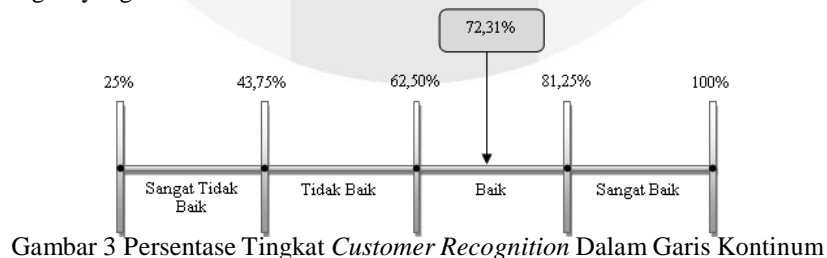 72,31%
25% 43,75% 62,50% 81,25% 100%
Sangat Tidak
Baik
Tidak Baik
Baik
Sangat Baik
Gambar 3 Persentase Tingkat Customer Recognition Dalam Garis Kontinum